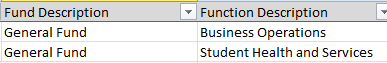 Fund Description Function Description
General Fund Business Operations
General Fund Student Health and Services